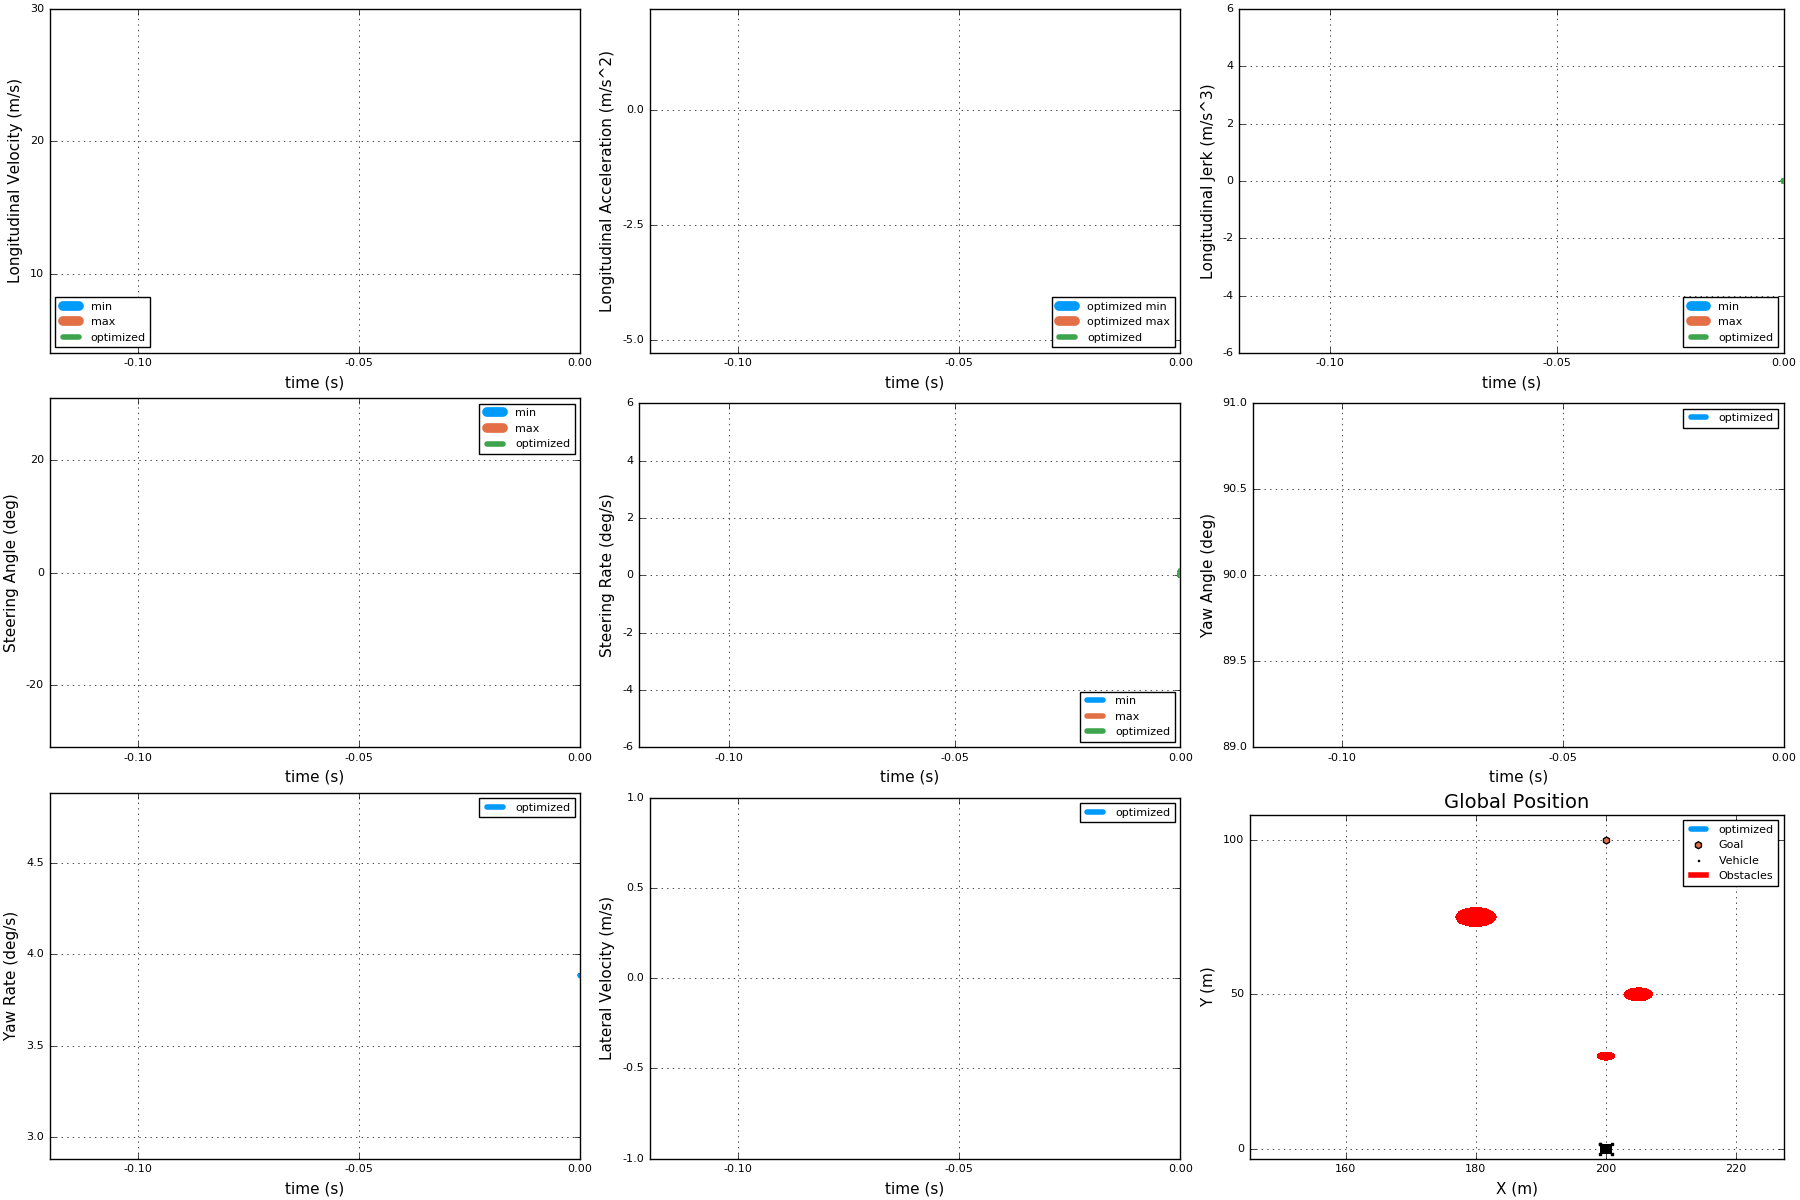 Longitudinal Velocity (m/s)
30
20
10
min
max
optimized
-0.10
-0.05
0.00
time (s)
Longitudinal Acceleration (m/s^2)
0.0
-2.5
-5.0
optimized min
optimized max
optimized
-0.10
-0.05
0.00
time (s)
Longitudinal Jerk (m/s^3)
6
4
2
0
-2
-4
-6
min
max
optimized
-0.10
-0.05
0.00
time (s)
Steering Angle (deg)
20
0
-20
min
max
optimized
-0.10
-0.05
0.00
time (s)
Steering Rate (deg/s)
6
4
2
0
-2
-4
-6
min
max
optimized
-0.10
-0.05
0.00
time (s)
Yaw Angle (deg)
91.0
90.5
90.0
89.5
89.0
optimized
-0.10
-0.05
0.00
time (s)
Yaw Rate (deg/s)
4.5
4.0
3.5
3.0
optimized
-0.10
-0.05
0.00
time (s)
Lateral Velocity (m/s)
1.0
0.5
0.0
-0.5
-1.0
optimized
-0.10
-0.05
0.00
time (s)
Global Position
Y (m)
100
50
0
optimized
Goal
Vehicle
Obstacles
160
180
200
220
X (m)